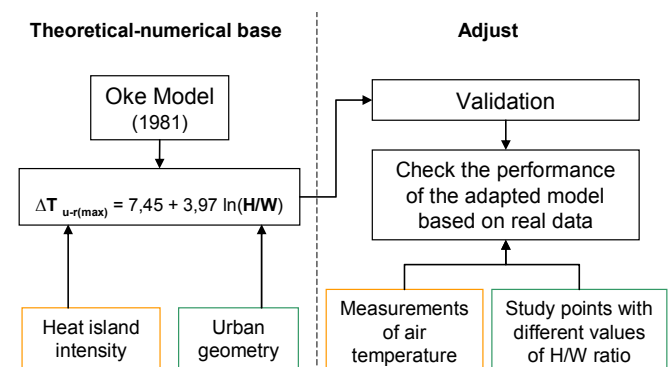 Theoretical-numerical base
Oke Model
(1981)
ΔT u-r(max) = 7,45 + 3,97 ln(H/W)
Heat island
intensity
Urban
geometry
Adjust
Validation
Check the performance
of the adapted model
based on real data
Measurements
of air
temperature
Study points with
different values
of H/W ratio